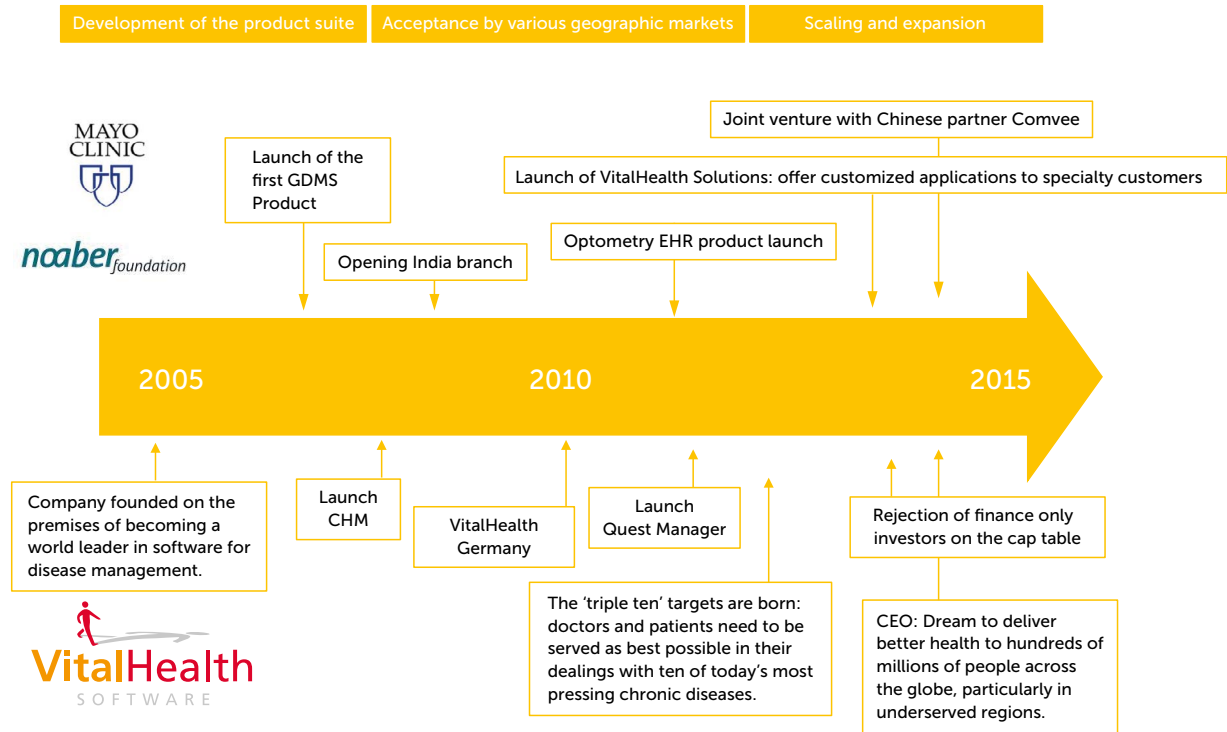 Development of the product suite
Acceptance by various geographic markets
Scaling and expansion
MAYO
CLINIC
noaber foundation
Launch of the
first GDMS
Product
Opening India branch
Optometry EHR product launch
Joint venture with Chinese partner Comvee
Launch of VitalHealth Solutions: offer customized applications to specialty customers
2005
2010
2015
Company founded on the
premises of becoming a
world leader in software for
disease management.
Launch
CHM
VitalHealth
Germany
Launch
Quest Manager
The ‘triple ten’ targets are born:
doctors and patients need to be
served as best possible in their
dealings with ten of today’s most
pressing chronic diseases.
Rejection of finance only
investors on the cap table
CEO: Dream to deliver
better health to hundreds of
millions of people across
the globe, particularly in
underserved regions.
VitalHealth
SOFTWARE